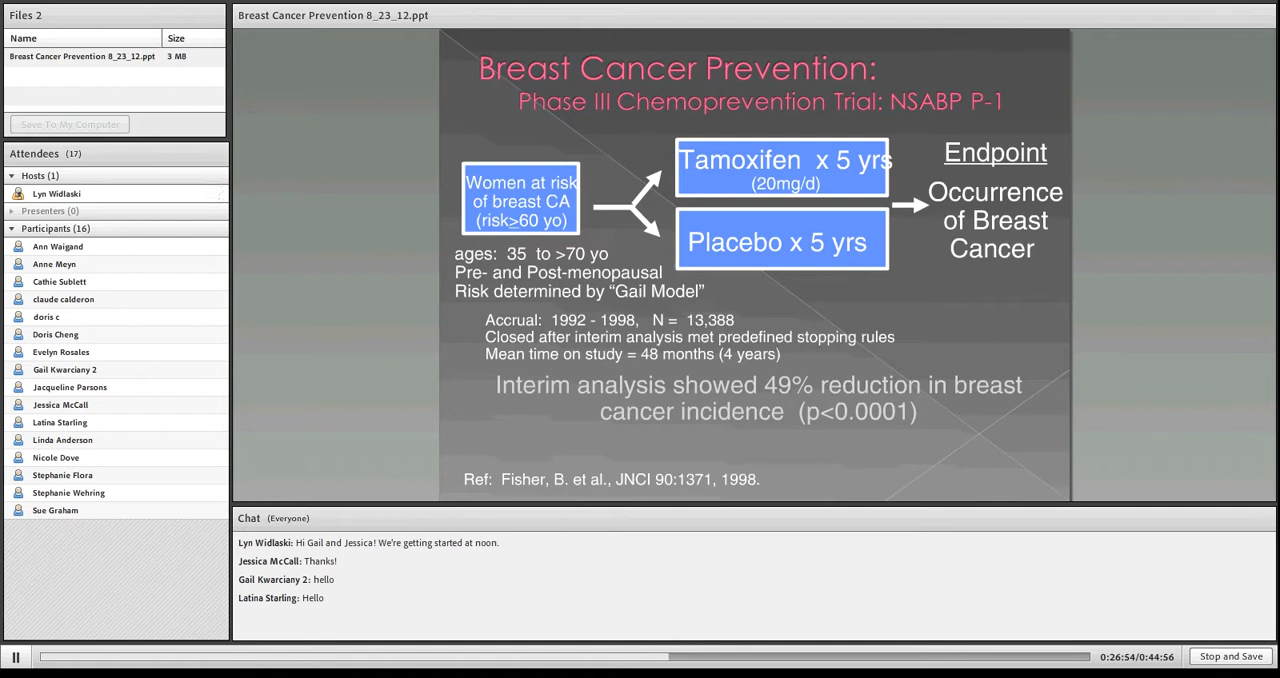 Files 2
Name Size
Breast Cancer Prevention 8_23_12.ppt 3 MB
Save To My Computer
Attendees (17)
Hosts (1)
Lyn Widlaski
Presenters (0)
Participants (16)
Ann Waigand
Anne Meyn
Cathie Sublett
claude calderon
doris c
Doris Cheng
Evelyn Rosales
Gail Kwarciany 2
Jacqueline Parsons
Jessica McCall
Latina Starling
Linda Anderson
Nicole Dove
Stephanie Flora
Stephanie Wehring
Sue Graham
Breast Cancer Prevention 8_23_12.ppt
Breast Cancer Prevention:
Phase III Chemoprevention Trial: NSABP P-1
Women at risk
of breast CA
(risk≥60 yo)
Tamoxifen x 5 yrs
(20mg/d)
Placebo x 5 yrs
Endpoint
Occurrence
of Breast
Cancer
ages: 35 to >70 yo
Pre- and Post-menopausal
Risk determined by “Gail Model”
Accrual: 1992 - 1998, N = 13,388
Closed after interim analysis met predefined stopping rules
Mean time on study = 48 months (4 years)
Interim analysis showed 49% reduction in breast
cancer incidence (p<0.0001)
Ref: Fisher, B. et al., JNCI 90:1371, 1998.
Chat (Everyone)
Lyn Widlaski: Hi Gail and Jessica! We're getting started at noon.
Jessica McCall: Thanks!
Gail Kwarciany 2: hello
Latina Starling: Hello
0:26:54/0:44:56
Stop and Save